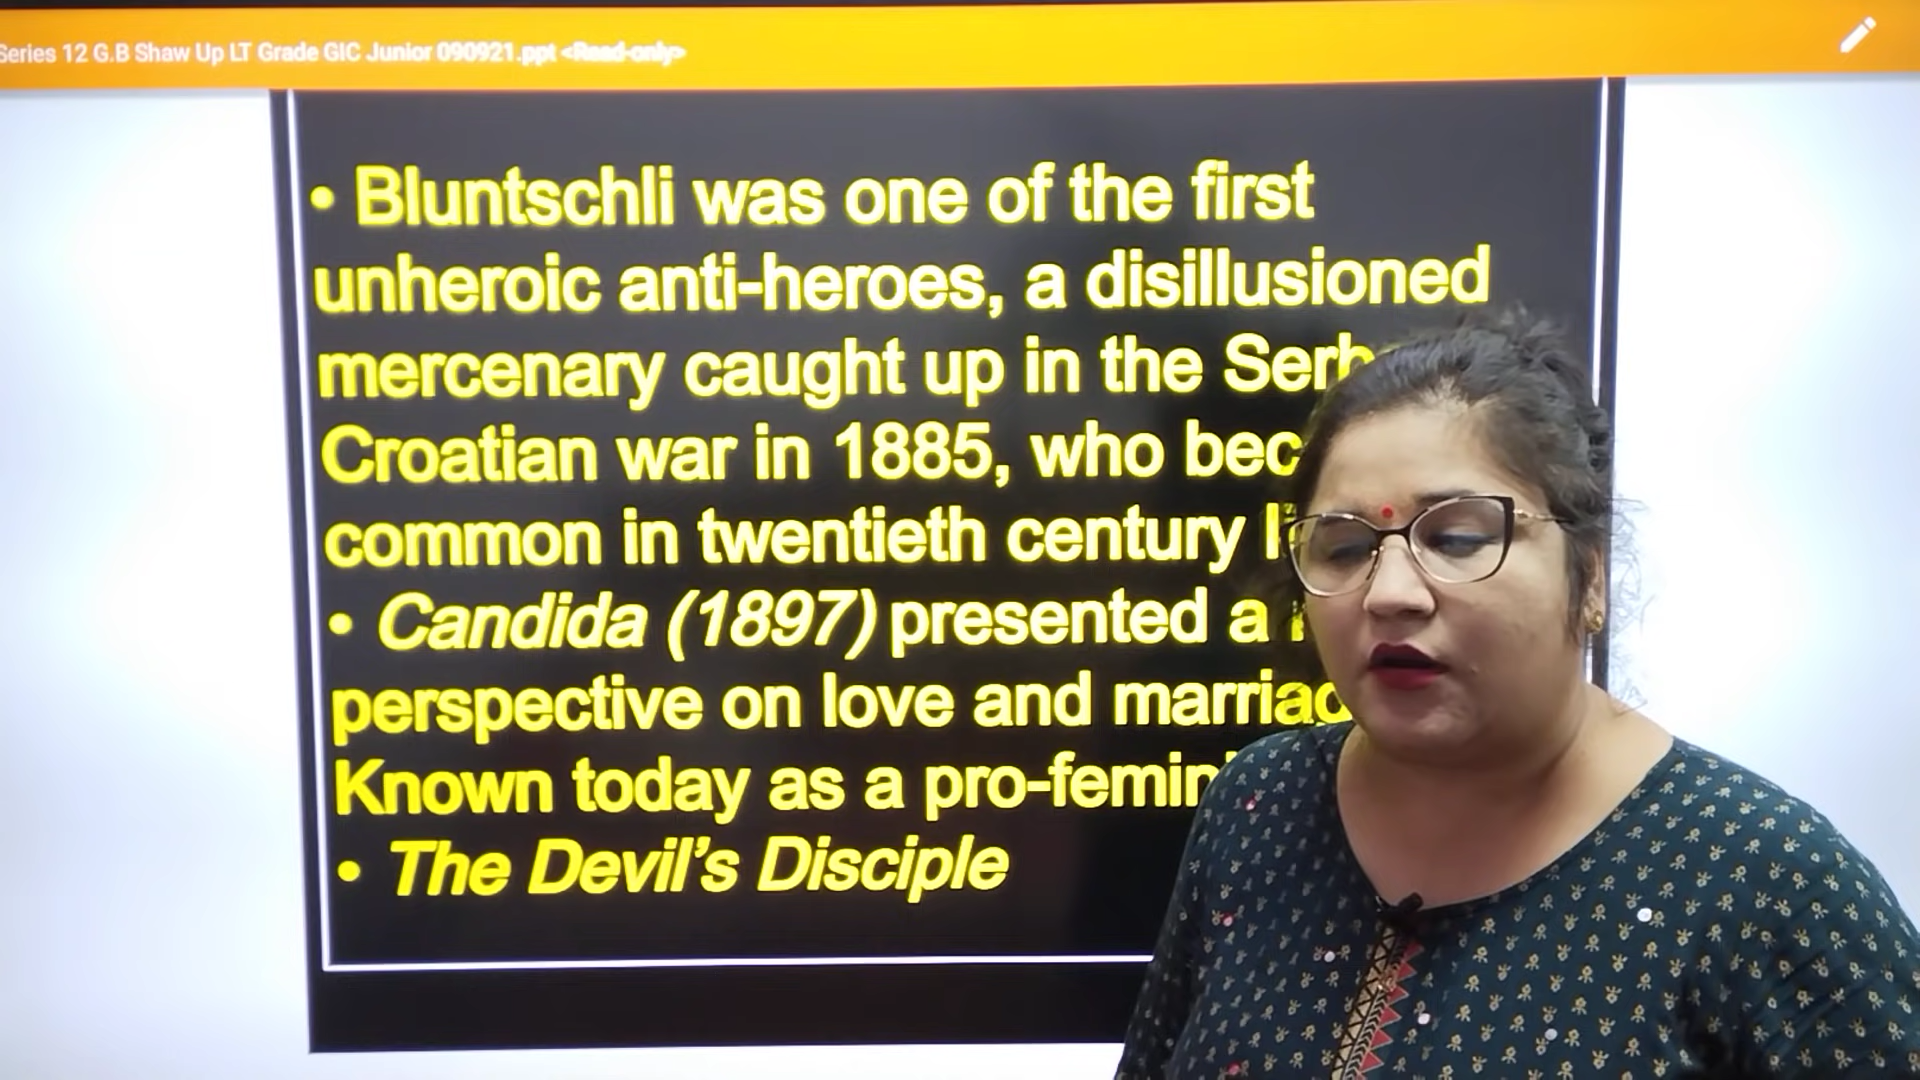 Series 12 G.B Shaw Up LT Grade GIC Junior 090921.ppt <Read-only>
• Bluntschli was one of the first
unheroic anti-heroes, a disillusioned
mercenary caught up in the
Croatian war in 1885, who
common in twentieth century
• Candida (1897) presented a
perspective on love and
Known today as a
• The Devil's Disciple